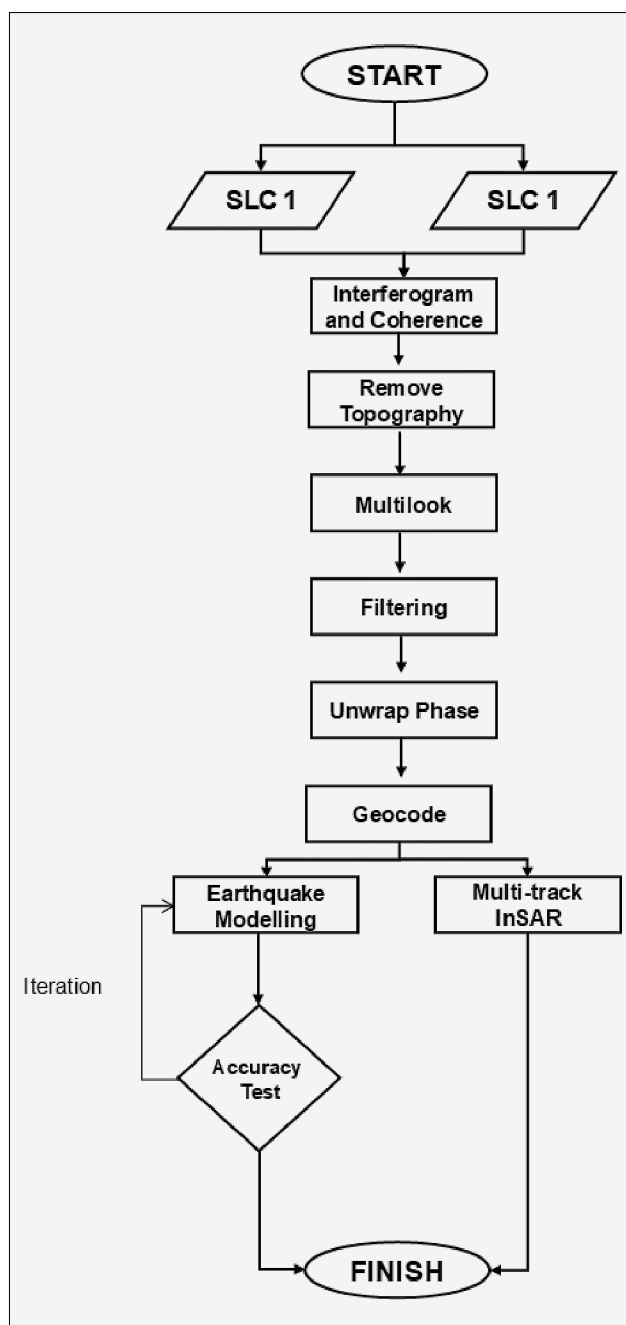 START
SLC 1
SLC 1
Interferogram
and Coherence
Remove
Topography
Multilook
Filtering
Unwrap Phase
Geocode
Earthquake
Modelling
Multi-track
InSAR
Iteration
Accuracy
Test
FINISH